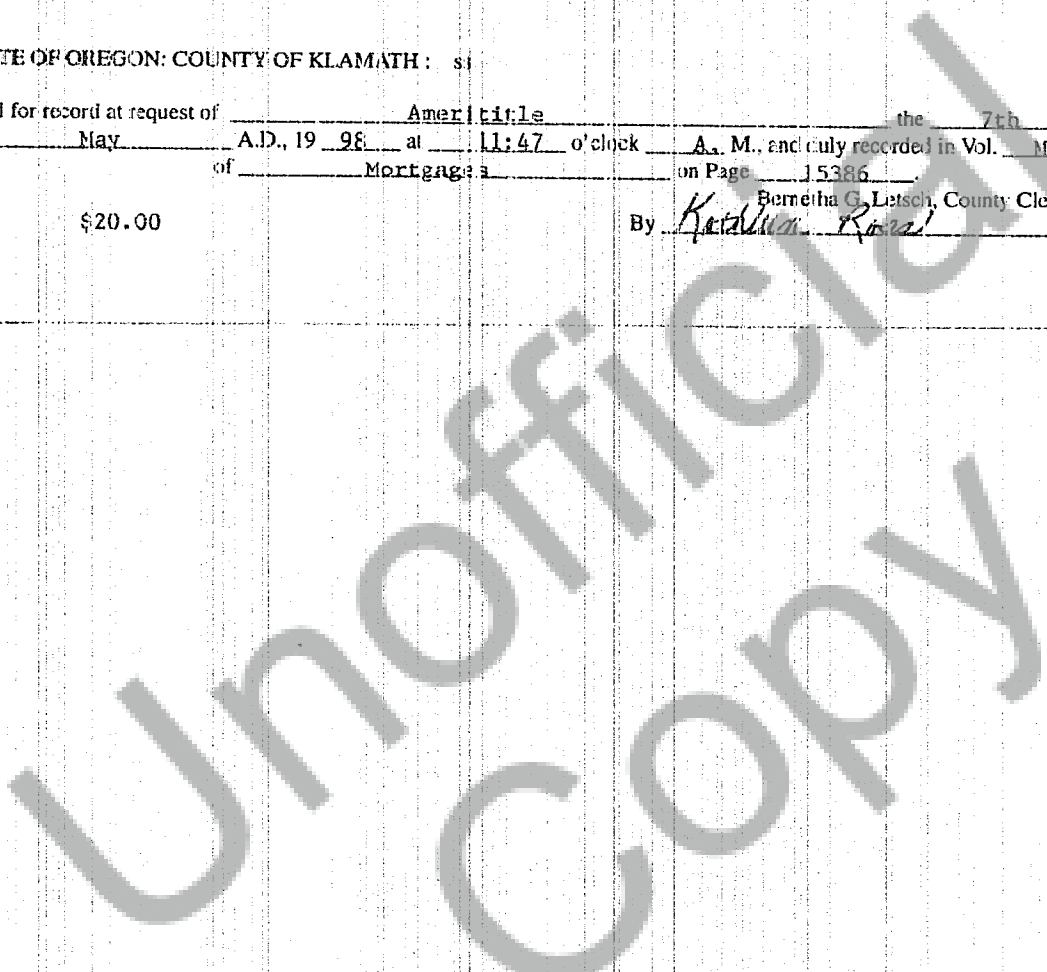 TE OF OREGON: COUNTY OF KLAMATH : ss
for record at request of Amerititle the 7th
May A.D., 19 98 at 11:47 o'clock A. M., and duly recorded in Vol. M
of Mortgages on Page 15386.
Bernetha G. Letsch, County Cle
$20.00 By
Unofficial
Copy